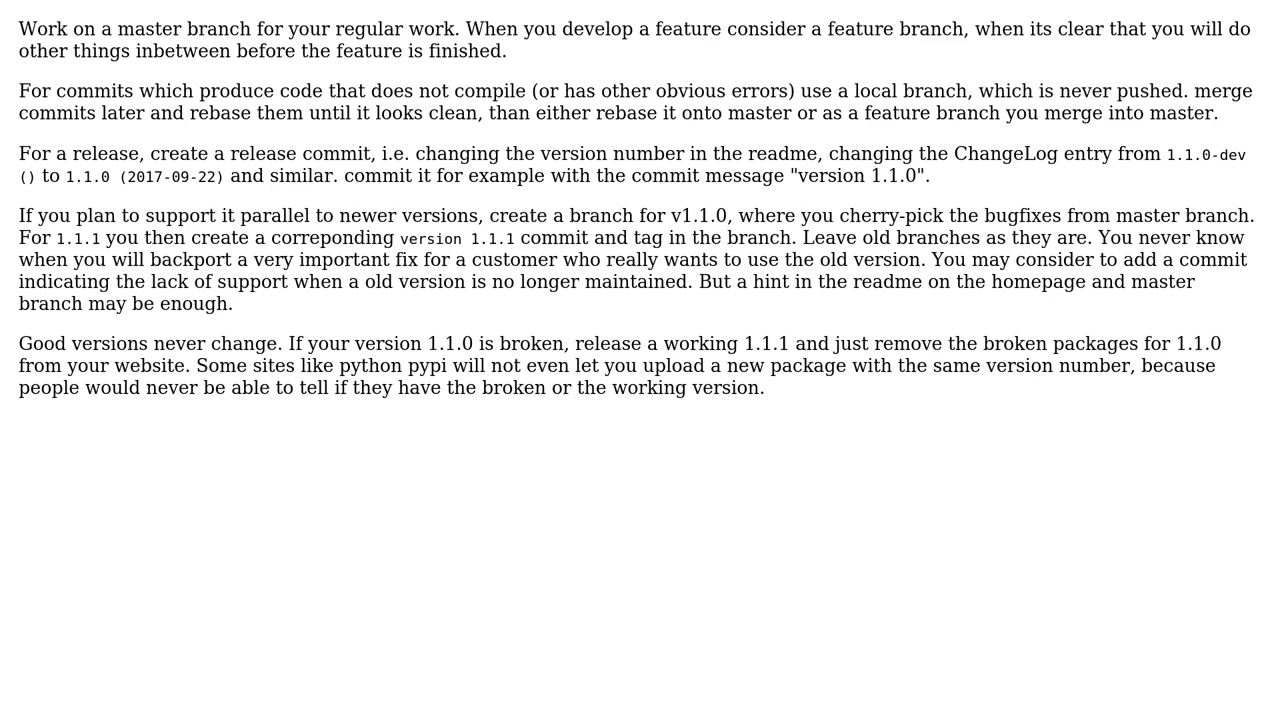 Work on a master branch for your regular work. When you develop a feature consider a feature branch, when its clear that you will do
other things inbetween before the feature is finished.
For commits which produce code that does not compile (or has other obvious errors) use a local branch, which is never pushed. merge
commits later and rebase them until it looks clean, than either rebase it onto master or as a feature branch you merge into master.
For a release, create a release commit, i.e. changing the version number in the readme, changing the ChangeLog entry from 1.1.0-dev
() to 1.1.0 (2017-09-22) and similar. commit it for example with the commit message "version 1.1.0".
If you plan to support it parallel to newer versions, create a branch for v1.1.0, where you cherry-pick the bugfixes from master branch.
For 1.1.1 you then create a correponding version 1.1.1 commit and tag in the branch. Leave old branches as they are. You never know
when you will backport a very important fix for a customer who really wants to use the old version. You may consider to add a commit
indicating the lack of support when a old version is no longer maintained. But a hint in the readme on the homepage and master
branch may be enough.
Good versions never change. If your version 1.1.0 is broken, release a working 1.1.1 and just remove the broken packages for 1.1.0
from your website. Some sites like python pypi will not even let you upload a new package with the same version number, because
people would never be able to tell if they have the broken or the working version.